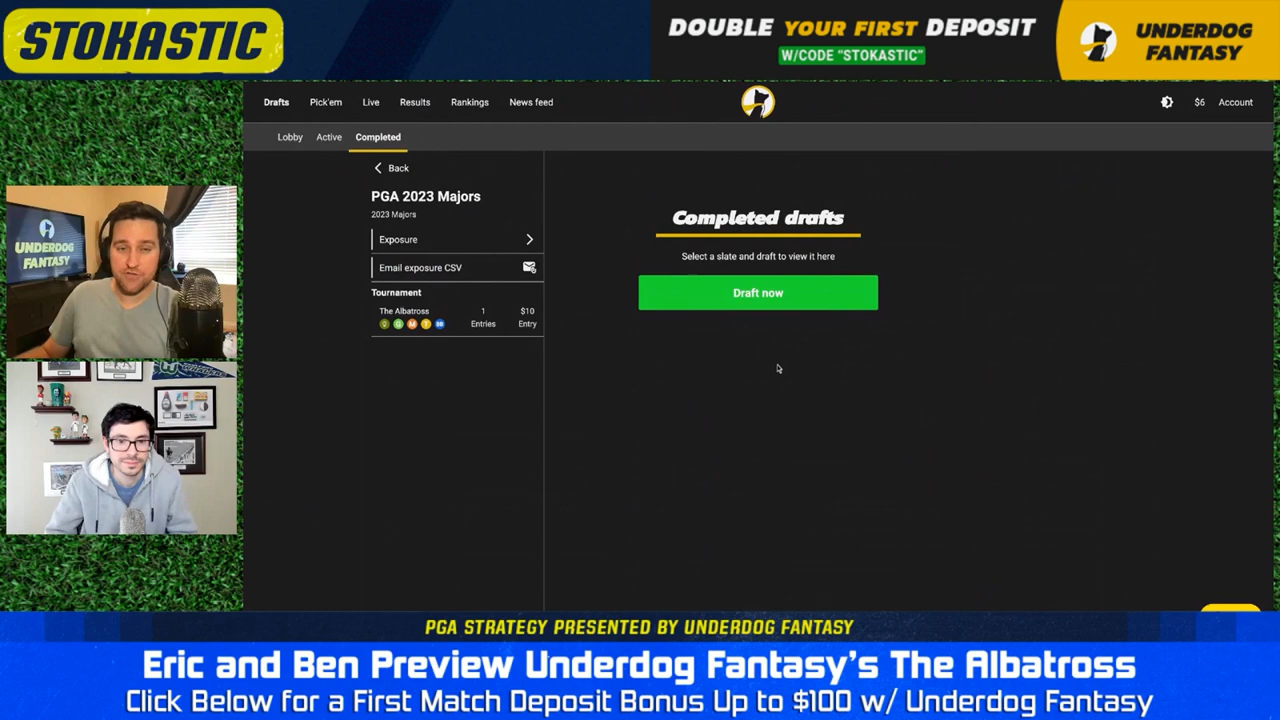 STOKASTIC
DOUBLE YOUR FIRST DEPOSIT
W/CODE "STOKASTIC"
UNDERDOG
FANTASY
Drafts Pick'em Live Results Rankings News feed
$6 Account
Lobby Active Completed
Back
PGA 2023 Majors
2023 Majors
Exposure
Email exposure CSV
Tournament
The Albatross 1 $10
Entries Entry
Completed drafts
Select a slate and draft to view it here
Draft now
UNDERDOG
FANTASY
PGA STRATEGY PRESENTED BY UNDERDOG FANTASY
Eric and Ben Preview Underdog Fantasy's The Albatross
Click Below for a First Match Deposit Bonus Up to $100 w/ Underdog Fantasy